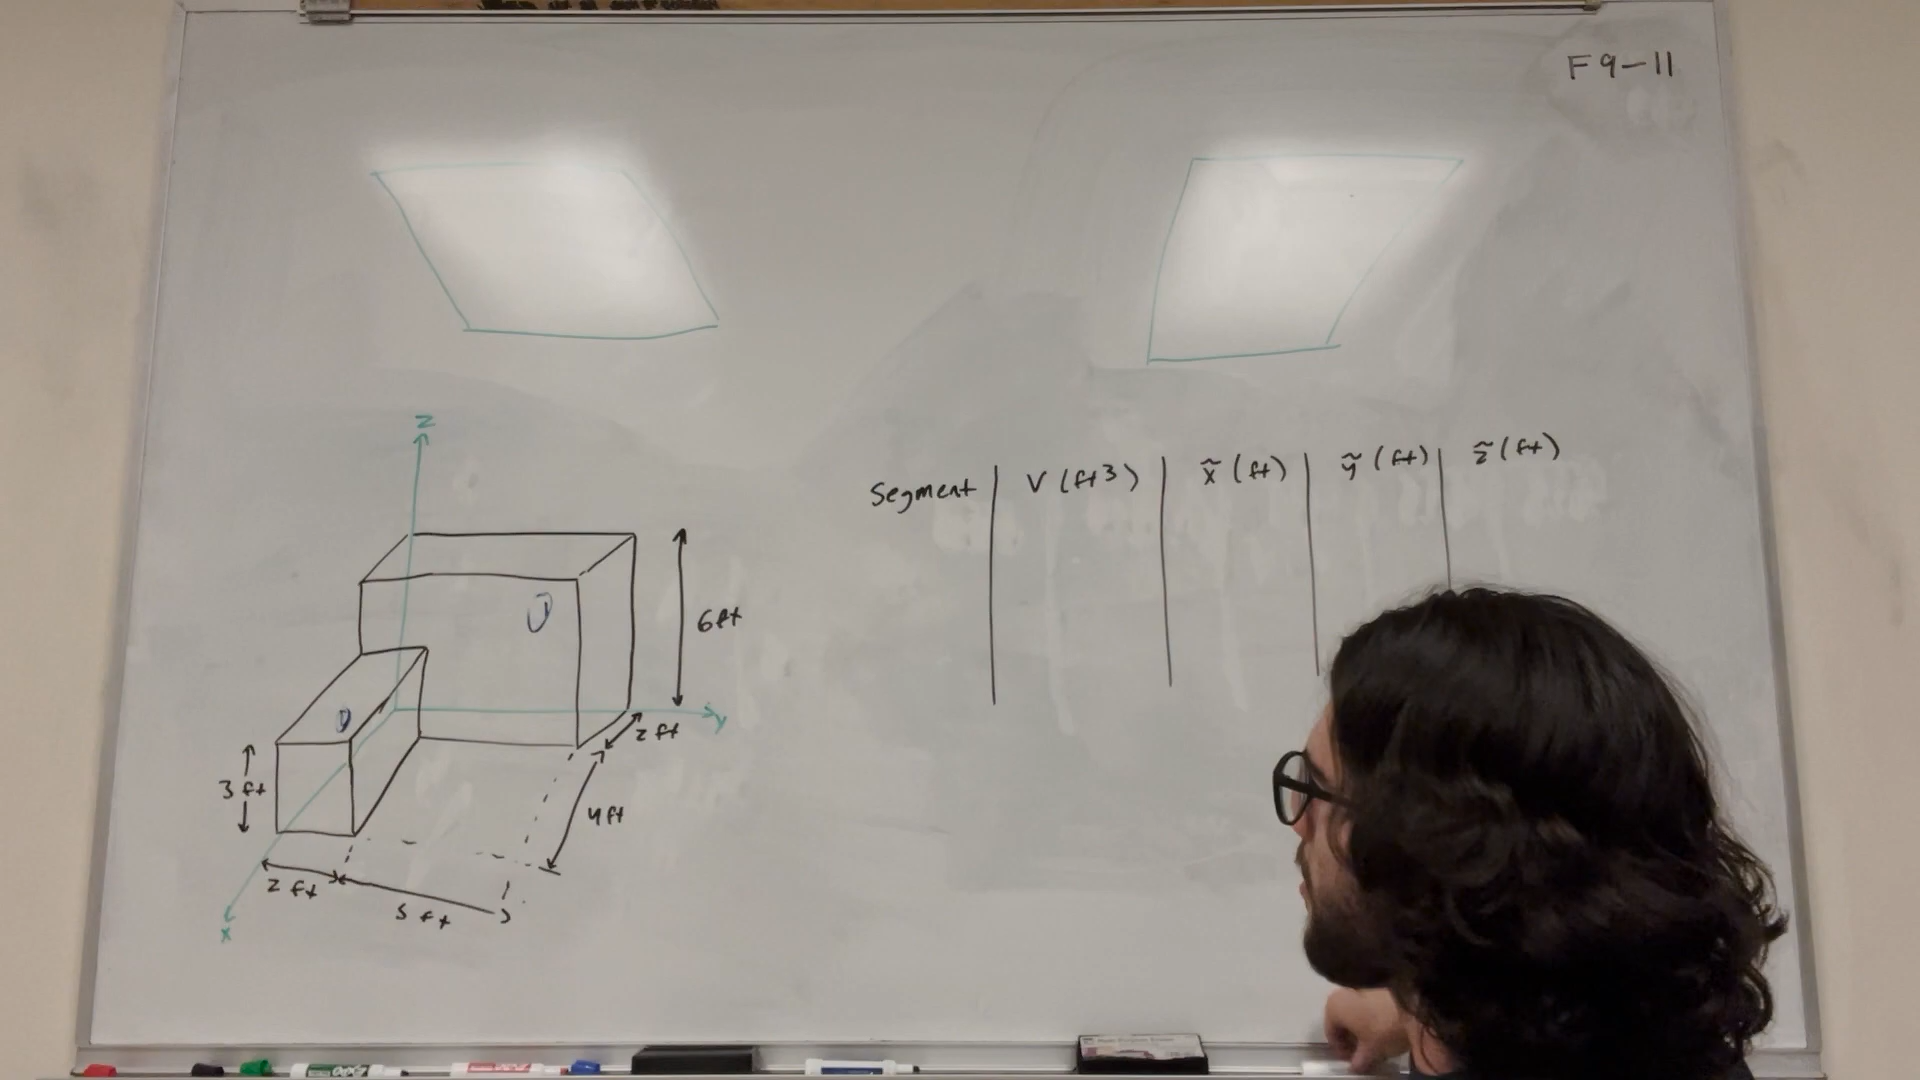 F9-11
z
Segment V (ft3) x̃ (ft) ỹ (ft) z̃ (ft)
6ft
y
2 ft
3 ft
4ft
2 ft
5 ft
x